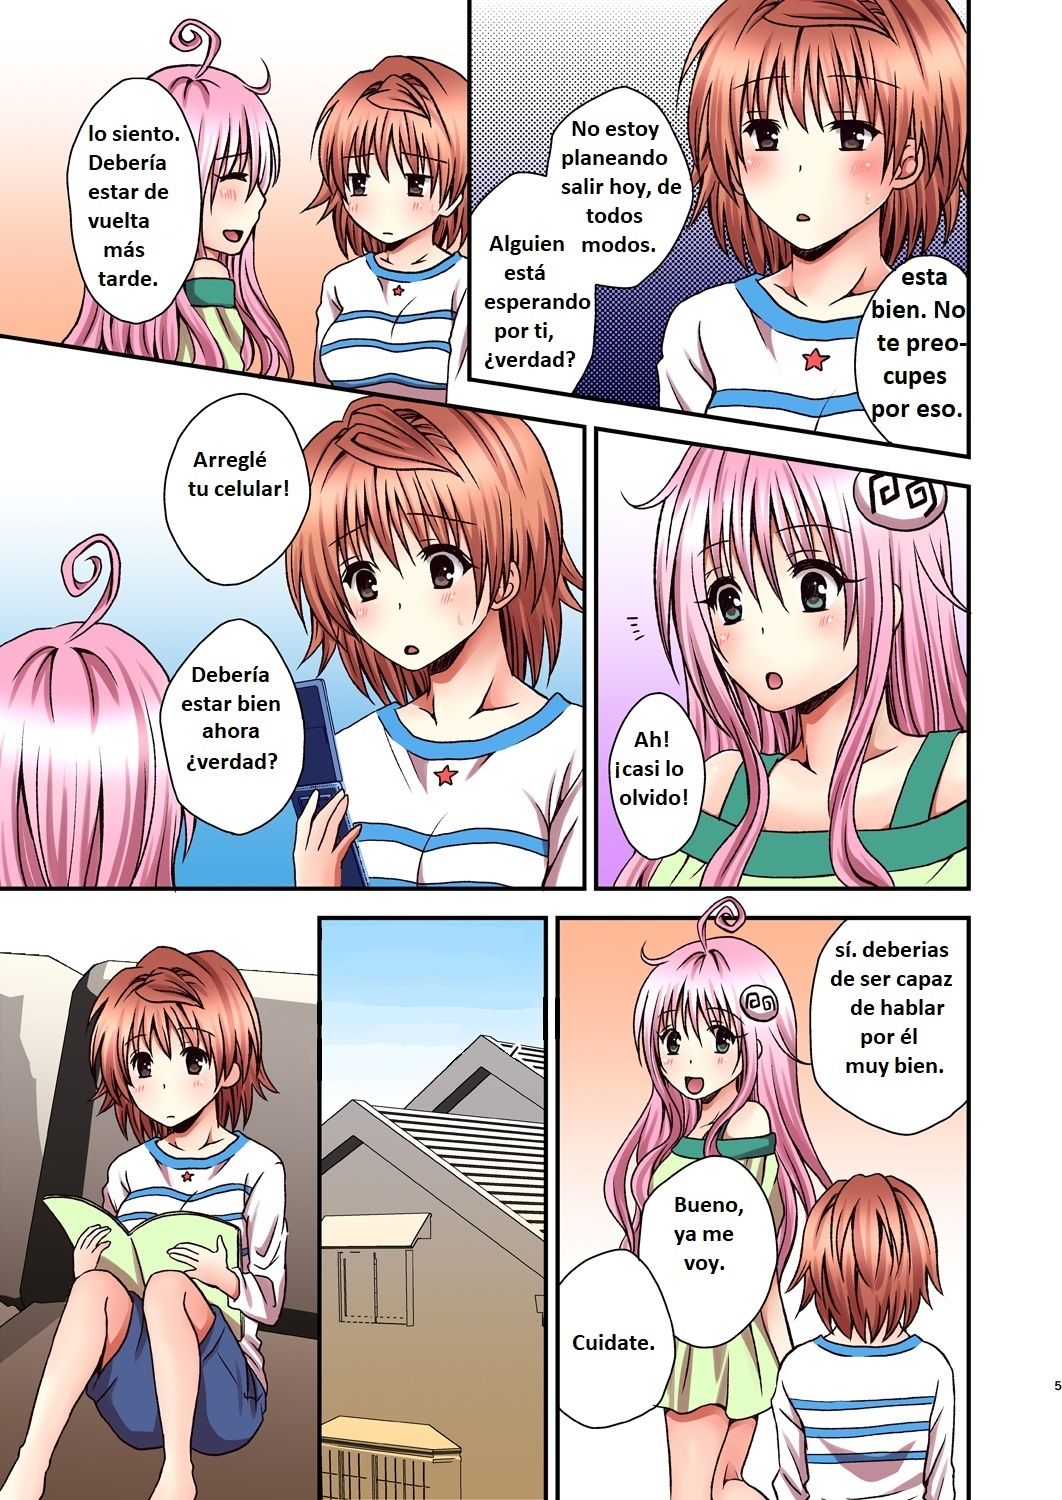 esta
bien. No
te preo-
cupes
por eso.
No estoy
planeando
salir hoy, de
todos
modos.
Alguien
está
esperando
por ti,
¿verdad?
lo siento.
Debería
estar de
vuelta
más
tarde.
Ah!
¡casi lo
olvido!
Arreglé
tu celular!
Debería
estar bien
ahora
¿verdad?
sí. deberias
de ser capaz
de hablar
por él
muy bien.
Bueno,
ya me
voy.
Cuidate.
5